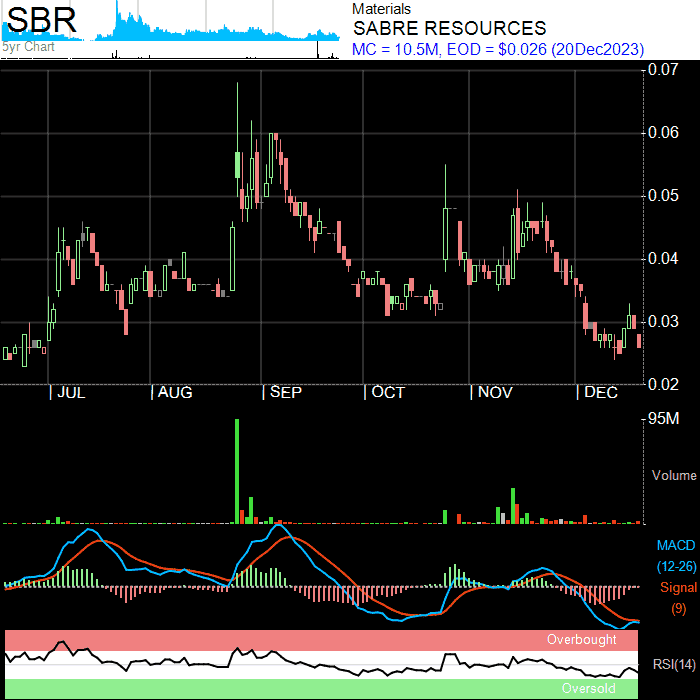 SBR
5yr Chart
Materials
SABRE RESOURCES
MC = 10.5M, EOD = $0.026 (20Dec2023)
0.07
0.06
0.05
0.04
0.03
0.02
| JUL | AUG | SEP | OCT | NOV | DEC
95M
Volume
MACD
(12-26)
Signal
(9)
Overbought
RSI(14)
Oversold